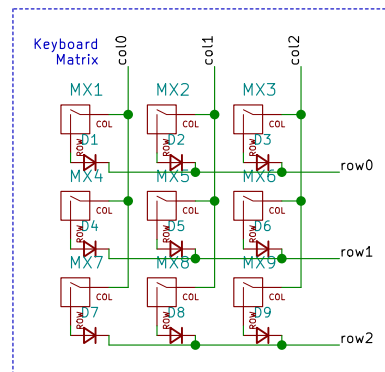 Keyboard
Matrix
col0
col1
col2
MX1 MX2 MX3
COL COL COL
ROW ROW ROW
D1 D2 D3
row0
MX4 MX5 MX6
COL COL COL
ROW ROW ROW
D4 D5 D6
row1
MX7 MX8 MX9
COL COL COL
ROW ROW ROW
D7 D8 D9
row2